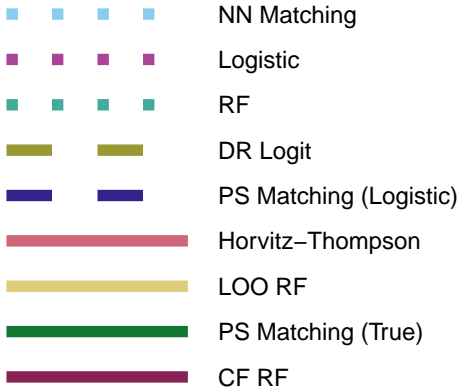 NN Matching
Logistic
RF
DR Logit
PS Matching (Logistic)
Horvitz−Thompson
LOO RF
PS Matching (True)
CF RF